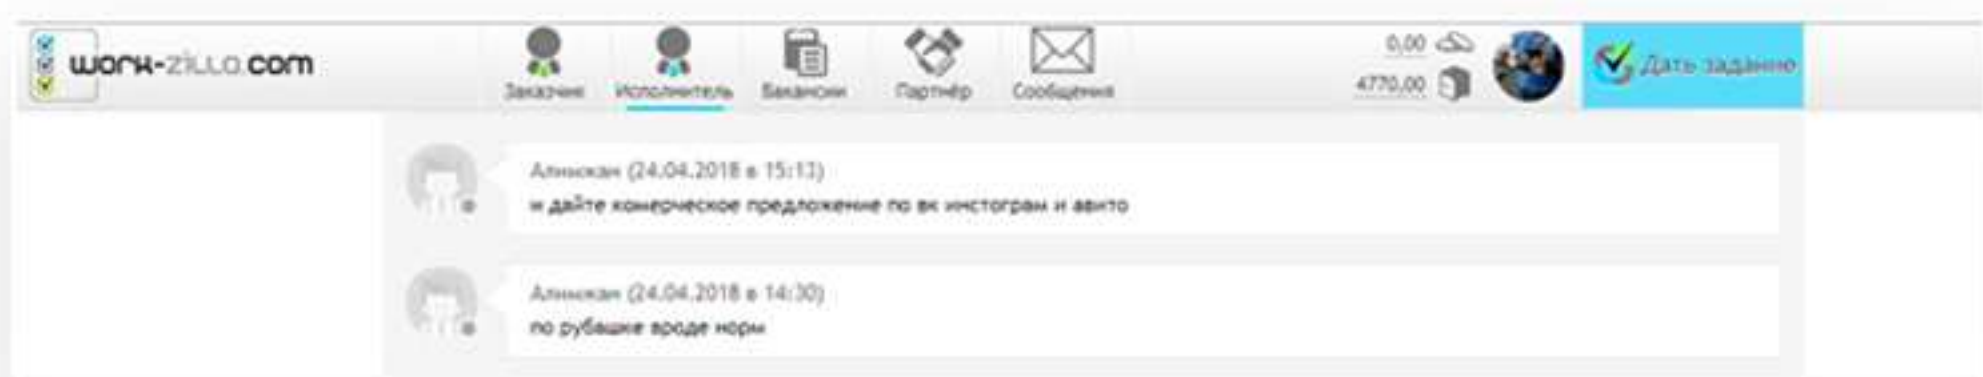 work-zilla.com
Заказчик Исполнитель Вакансии Партнёр Сообщения
0,00
4770,00
Дать задание
(24.04.2018 в 15:13)
и дайте комерческое предложение по вк инстограм и авито
(24.04.2018 в 14:30)
по рубашке вроде норм